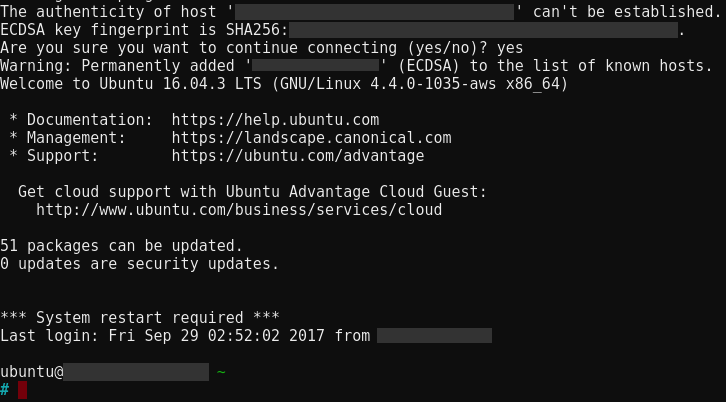 The authenticity of host '' can't be established.
ECDSA key fingerprint is SHA256:.
Are you sure you want to continue connecting (yes/no)? yes
Warning: Permanently added '' (ECDSA) to the list of known hosts.
Welcome to Ubuntu 16.04.3 LTS (GNU/Linux 4.4.0-1035-aws x86_64)

 * Documentation:  https://help.ubuntu.com
 * Management:     https://landscape.canonical.com
 * Support:        https://ubuntu.com/advantage

  Get cloud support with Ubuntu Advantage Cloud Guest:
    http://www.ubuntu.com/business/services/cloud

51 packages can be updated.
0 updates are security updates.


*** System restart required ***
Last login: Fri Sep 29 02:52:02 2017 from

ubuntu@ ~
#